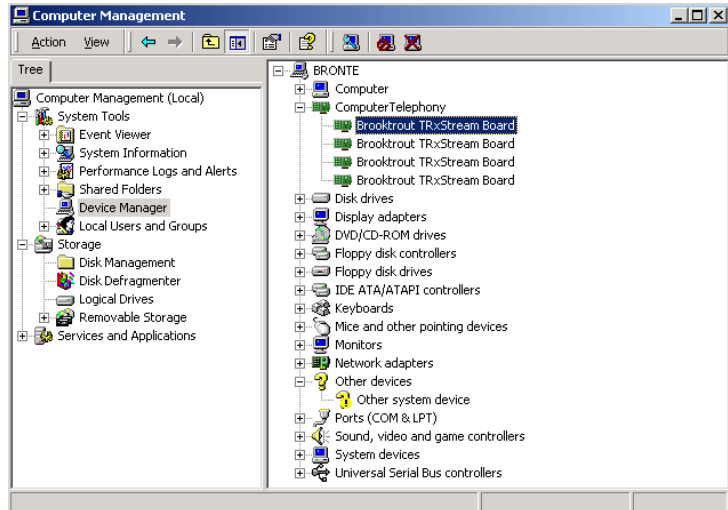 Computer Management
Action View
Tree
Computer Management (Local)
System Tools
Event Viewer
System Information
Performance Logs and Alerts
Shared Folders
Device Manager
Local Users and Groups
Storage
Disk Management
Disk Defragmenter
Logical Drives
Removable Storage
Services and Applications
BRONTE
Computer
ComputerTelephony
Brooktrout TRxStream Board
Brooktrout TRxStream Board
Brooktrout TRxStream Board
Brooktrout TRxStream Board
Disk drives
Display adapters
DVD/CD-ROM drives
Floppy disk controllers
Floppy disk drives
IDE ATA/ATAPI controllers
Keyboards
Mice and other pointing devices
Monitors
Network adapters
Other devices
Other system device
Ports (COM & LPT)
Sound, video and game controllers
System devices
Universal Serial Bus controllers